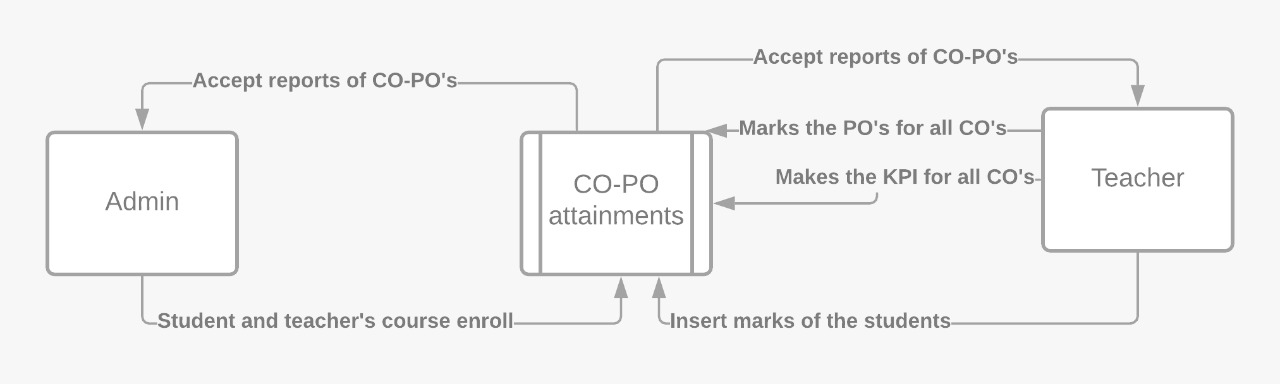 Accept reports of CO-PO's
Accept reports of CO-PO's
Marks the PO's for all CO's
Makes the KPI for all CO's
Admin
CO-PO
attainments
Teacher
Student and teacher's course enroll
Insert marks of the students